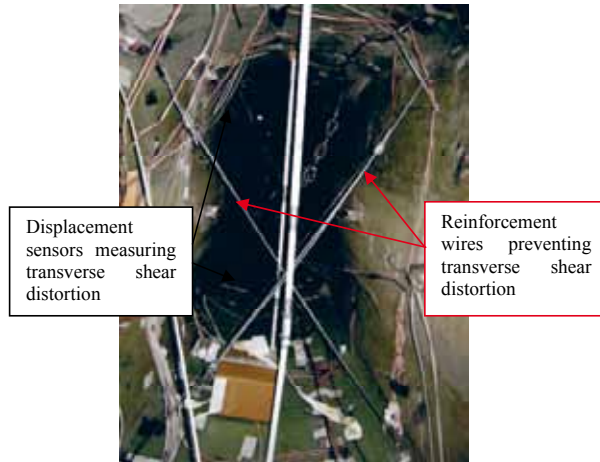 Displacement
sensors measuring
transverse shear
distortion
Reinforcement
wires preventing
transverse shear
distortion